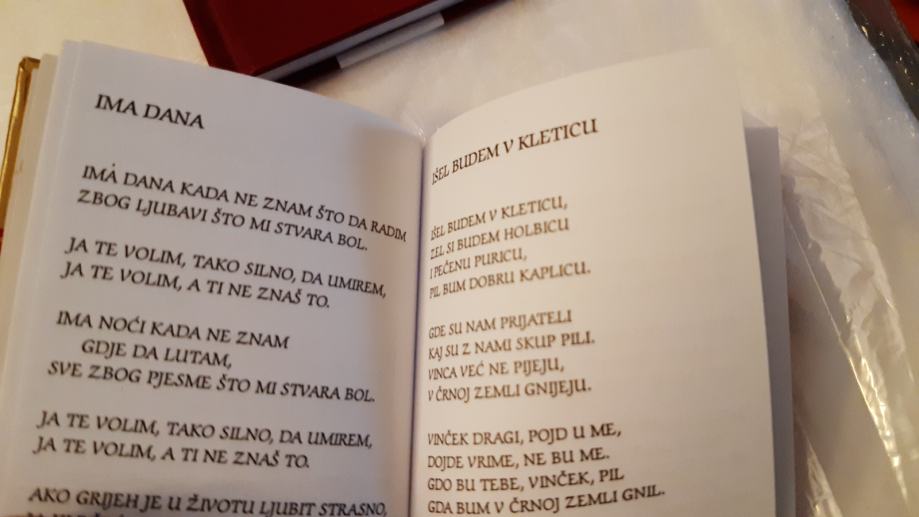 IMA DANA
IMA DANA KADA NE ZNAM ŠTO DA RADIM
ZBOG LJUBAVI ŠTO MI STVARA BOL.
JA TE VOLIM, TAKO SILNO, DA UMIREM,
JA TE VOLIM, A TI NE ZNAŠ TO.
IMA NOĆI KADA NE ZNAM
GDJE DA LUTAM,
SVE ZBOG PJESME ŠTO MI STVARA BOL.
JA TE VOLIM, TAKO SILNO, DA UMIREM,
JA TE VOLIM, A TI NE ZNAŠ TO.
AKO GRIJEH JE U ŽIVOTU LJUBIT STRASNO,
IŠEL BUDEM V KLETICU
IŠEL BUDEM V KLETICU,
ZEL SI BUDEM HOLBICU
I PEČENU PURICU,
PIL BUM DOBRU KAPLICU.
GDE SU NAM PRIJATELI
KAJ SU Z NAMI SKUP PILI.
VINCA VEĆ NE PIJEJU,
V ČRNOJ ZEMLI GNIJEJU.
VINČEK DRAGI, POJD U ME,
DOJDE VRIME, NE BU ME.
GDO BU TEBE, VINČEK, PIL
GDA BUM V ČRNOJ ZEMLI GNIL.